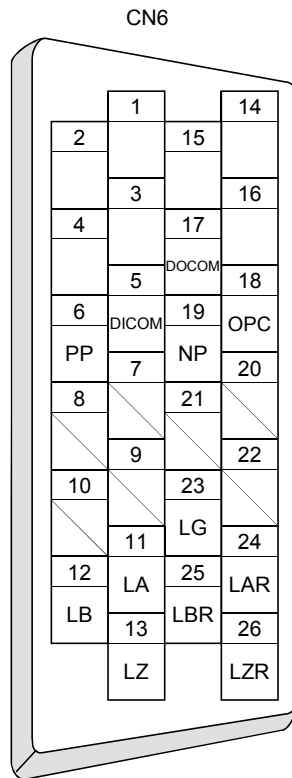 CN6
1 14
2 15
3 16
4 17
DOCOM
5 18
DICOM OPC
6 19
PP NP
7 20
8 21
9 22
10 23
LG
11 24
LA LAR
12 25
LB LBR
13 26
LZ LZR